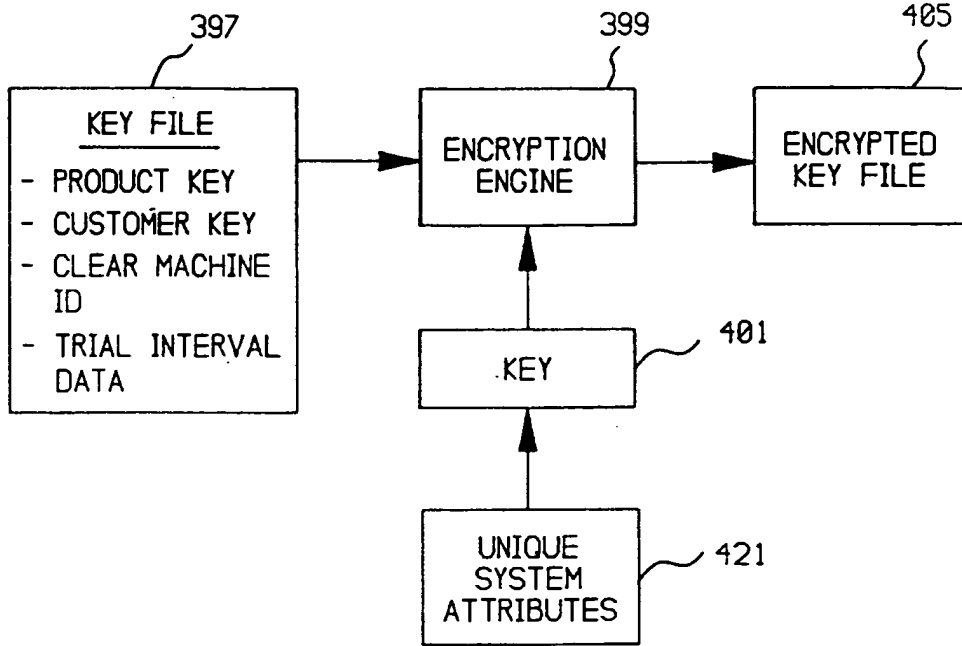 397
KEY FILE
- PRODUCT KEY
- CUSTOMER KEY
- CLEAR MACHINE
ID
- TRIAL INTERVAL
DATA
399
ENCRYPTION
ENGINE
405
ENCRYPTED
KEY FILE
KEY
401
UNIQUE
SYSTEM
ATTRIBUTES
421